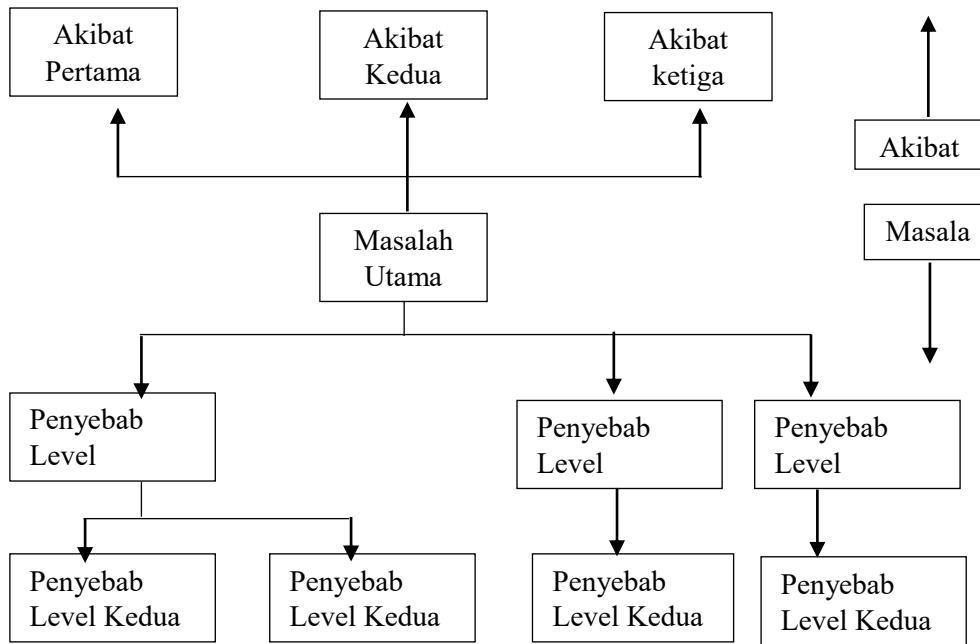 Akibat
Pertama
Akibat
Kedua
Akibat
ketiga
Akibat
Masalah
Utama
Masala
Penyebab
Level
Penyebab
Level
Penyebab
Level
Penyebab
Level Kedua
Penyebab
Level Kedua
Penyebab
Level Kedua
Penyebab
Level Kedua